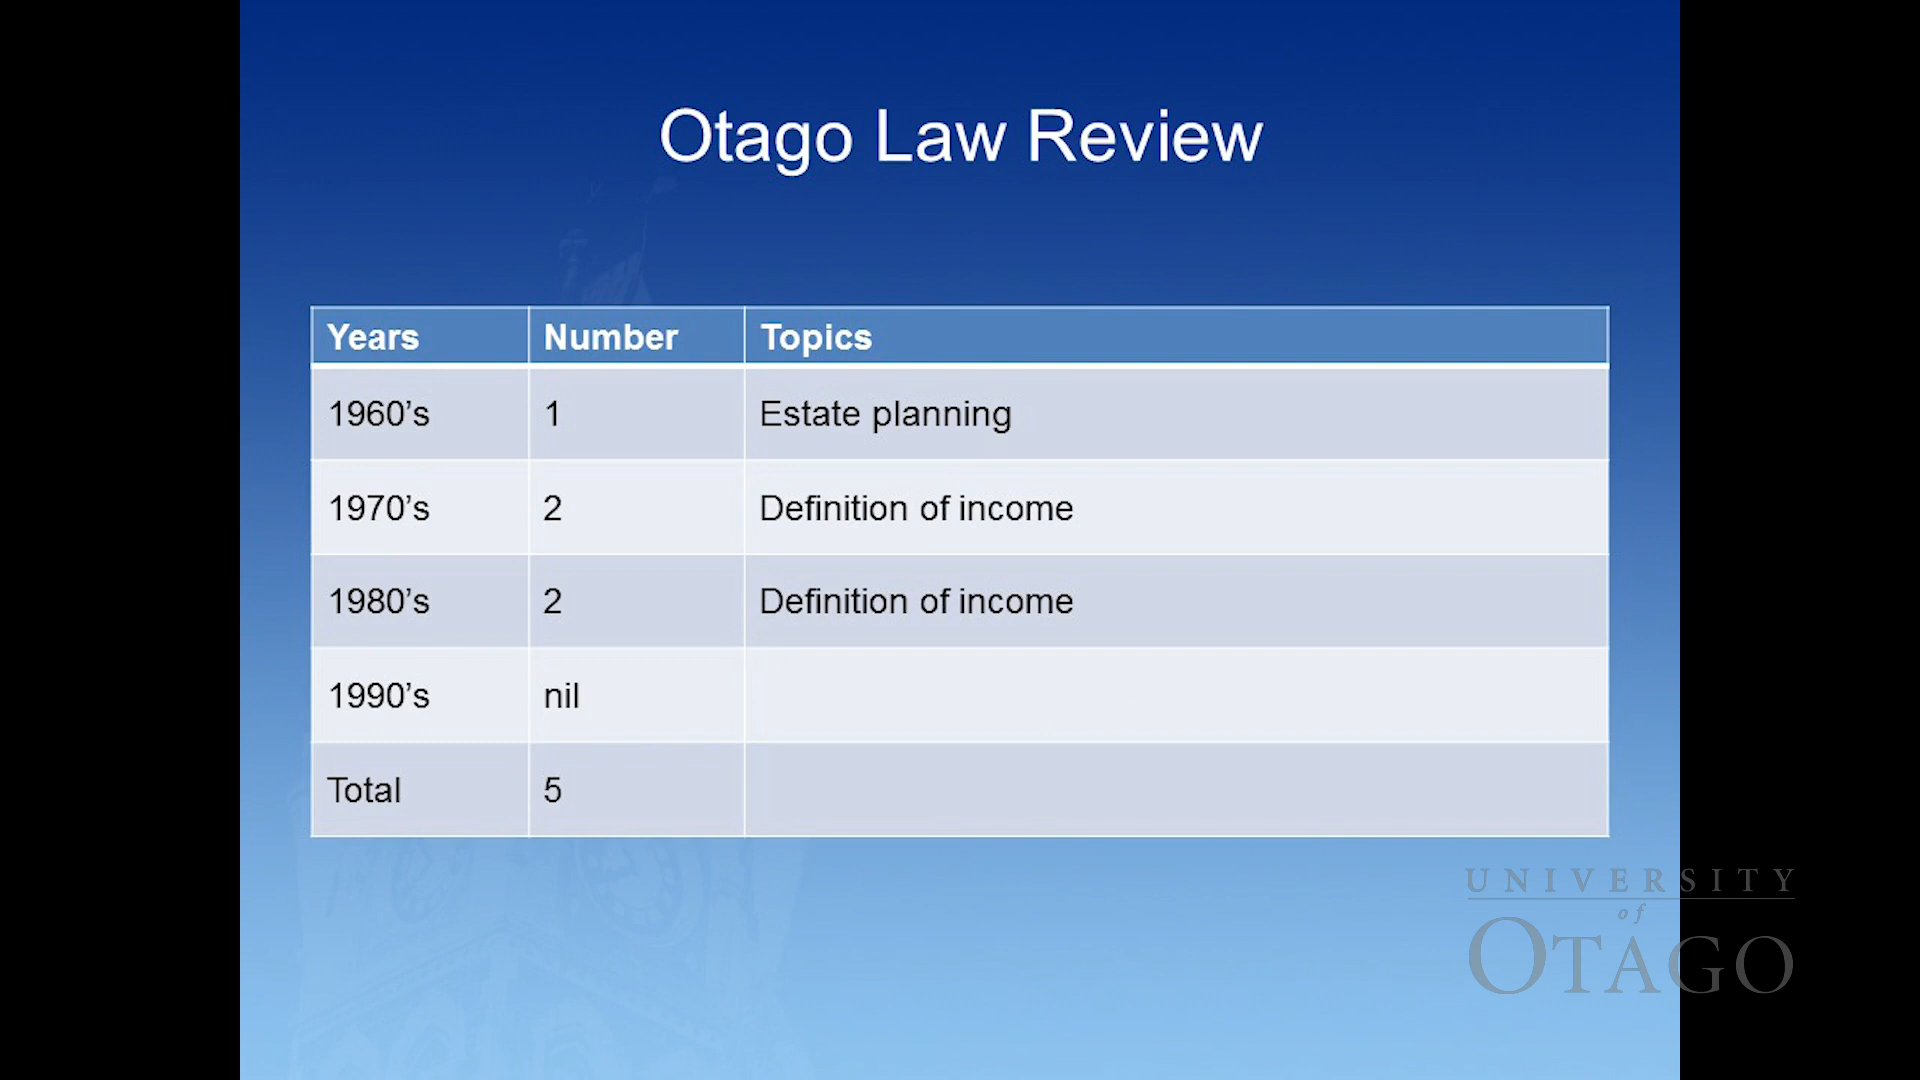 Otago Law Review
Years Number Topics
1960’s 1 Estate planning
1970’s 2 Definition of income
1980’s 2 Definition of income
1990’s nil
Total 5
UNIVERSITY
of
OTAGO